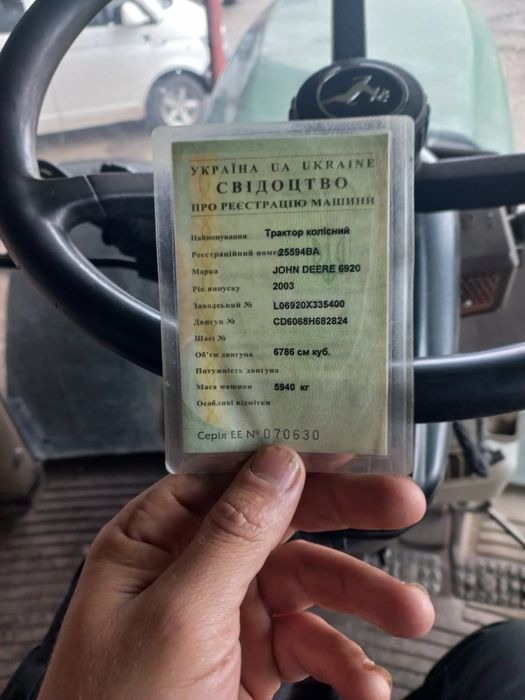 УКРАЇНА UA UKRAINE
СВІДОЦТВО
ПРО РЕЄСТРАЦІЮ МАШИНИ
Найменування Трактор колісний
Реєстраційний номер 25594ВА
Марка JOHN DEERE 6920
Рік випуску 2003
Заводський № L06920X335400
Двигун № CD6068H682824
Шасі №
Об'єм двигуна 6786 см куб.
Потужність двигуна
Маса машини 5940 кг
Особливі відмітки
Серія ЕЕ № 070630